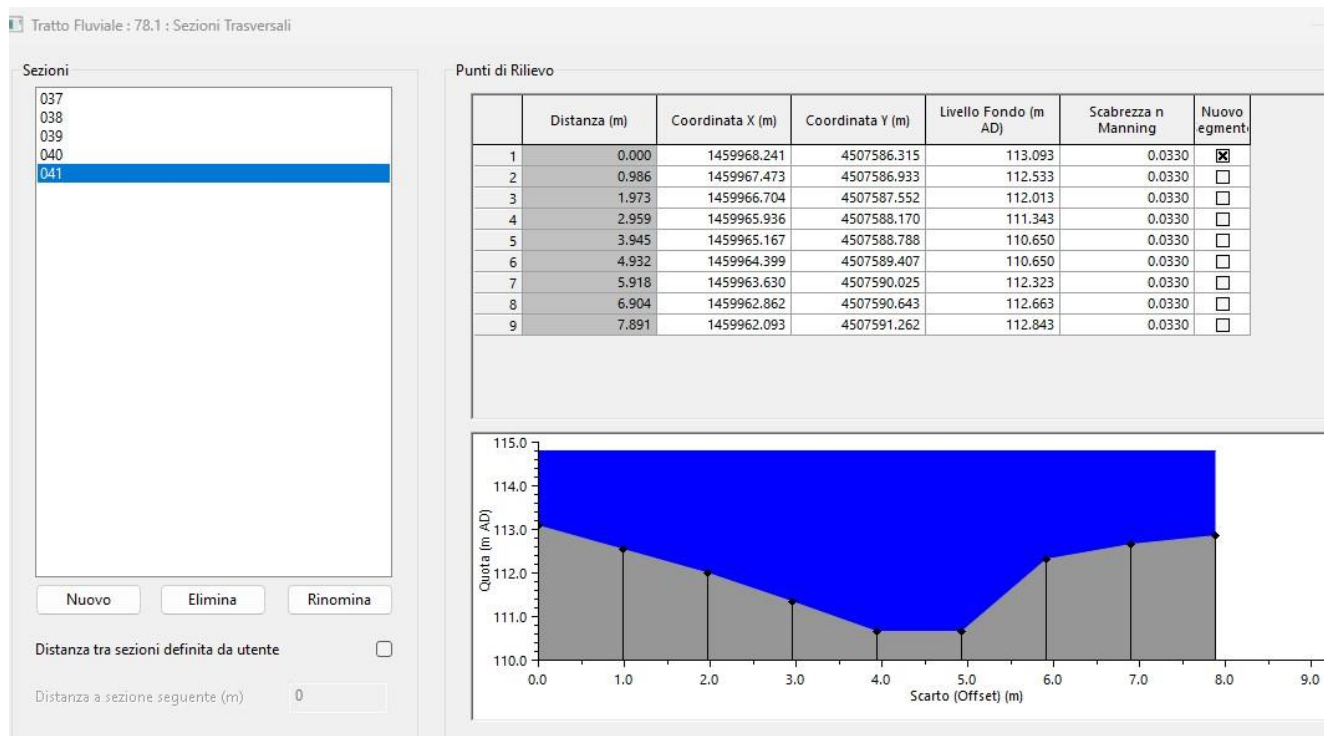 Tratto Fluviale : 78.1 : Sezioni Trasversali
Sezioni
037
038
039
040
041
Nuovo Elimina Rinomina
Distanza tra sezioni definita da utente
Distanza a sezione seguente (m) 0
Punti di Rilievo
Distanza (m) Coordinata X (m) Coordinata Y (m) Livello Fondo (m AD) Scabrezza n Manning Nuovo egment
1 0.000 1459968.241 4507586.315 113.093 0.0330
2 0.986 1459967.473 4507586.933 112.533 0.0330
3 1.973 1459966.704 4507587.552 112.013 0.0330
4 2.959 1459965.936 4507588.170 111.343 0.0330
5 3.945 1459965.167 4507588.788 110.650 0.0330
6 4.932 1459964.399 4507589.407 110.650 0.0330
7 5.918 1459963.630 4507590.025 112.323 0.0330
8 6.904 1459962.862 4507590.643 112.663 0.0330
9 7.891 1459962.093 4507591.262 112.843 0.0330
Quota (m AD)
115.0
114.0
113.0
112.0
111.0
110.0
0.0 1.0 2.0 3.0 4.0 5.0 6.0 7.0 8.0 9.0
Scarto (Offset) (m)